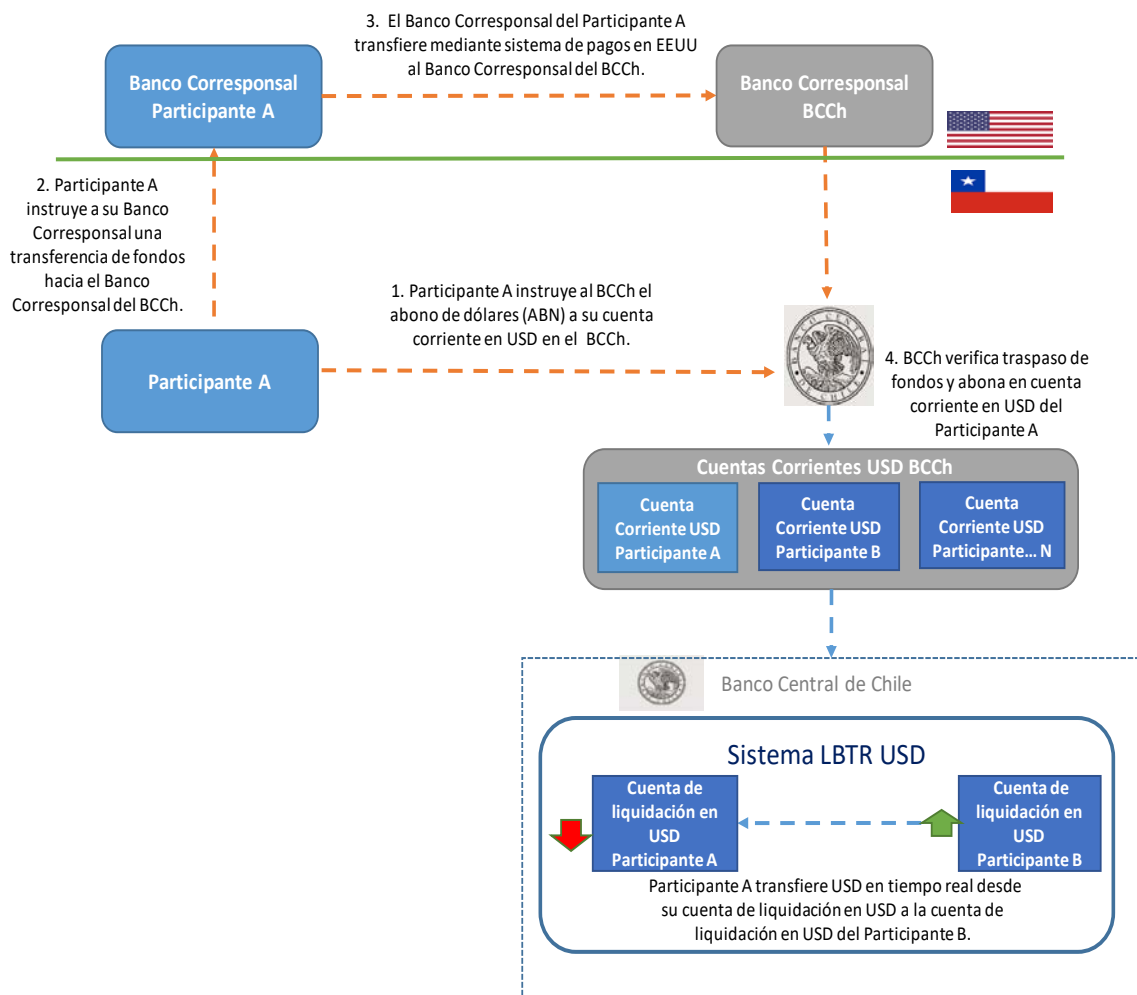 3. El Banco Corresponsal del Participante A
transfiere mediante sistema de pagos en EEUU
al Banco Corresponsal del BCCh.
Banco Corresponsal
Participante A
Banco Corresponsal
BCCh
2. Participante A
instruye a su Banco
Corresponsal una
transferencia de fondos
hacia el Banco
Corresponsal del BCCh.
1. Participante A instruye al BCCh el
abono de dólares (ABN) a su cuenta
corriente en USD en el BCCh.
Participante A
BANCO CENTRAL
DE CHILE
4. BCCh verifica traspaso de
fondos y abona en cuenta
corriente en USD del
Participante A
Cuentas Corrientes USD BCCh
Cuenta
Corriente USD
Participante A
Cuenta
Corriente USD
Participante B
Cuenta
Corriente USD
Participante... N
Banco Central de Chile
Sistema LBTR USD
Cuenta de
liquidación en
USD
Participante A
Cuenta de
liquidación en
USD
Participante B
Participante A transfiere USD en tiempo real desde
su cuenta de liquidación en USD a la cuenta de
liquidación en USD del Participante B.